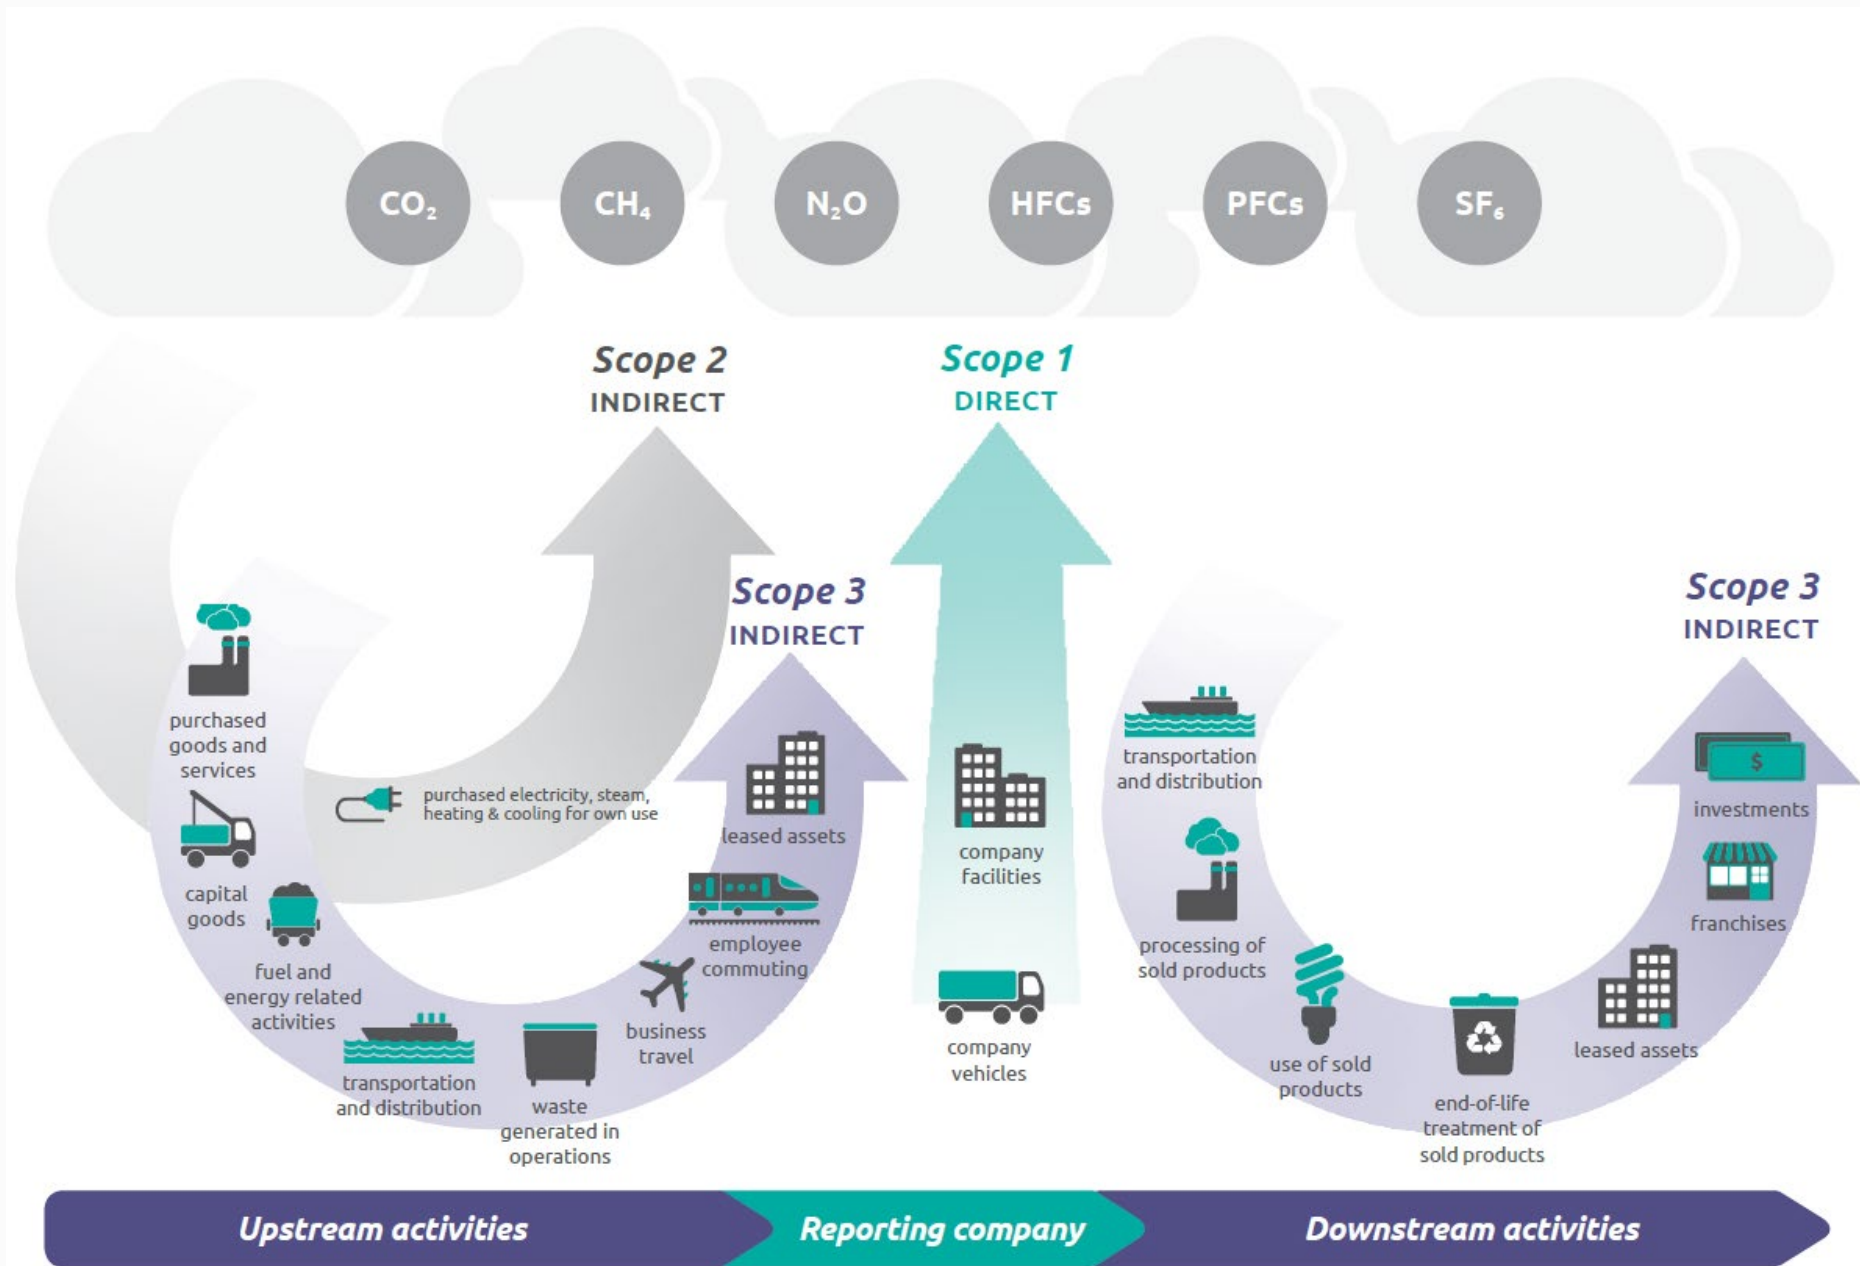 CO₂
CH₄
N₂O
HFCs
PFCs
SF₆
Scope 2
INDIRECT
Scope 1
DIRECT
Scope 3
INDIRECT
Scope 3
INDIRECT
purchased
goods and
services
capital
goods
fuel and
energy related
activities
transportation
and distribution
waste
generated in
operations
business
travel
employee
commuting
leased assets
purchased electricity, steam,
heating & cooling for own use
company
facilities
company
vehicles
transportation
and distribution
processing of
sold products
use of sold
products
end-of-life
treatment of
sold products
leased assets
franchises
$
investments
Upstream activities
Reporting company
Downstream activities